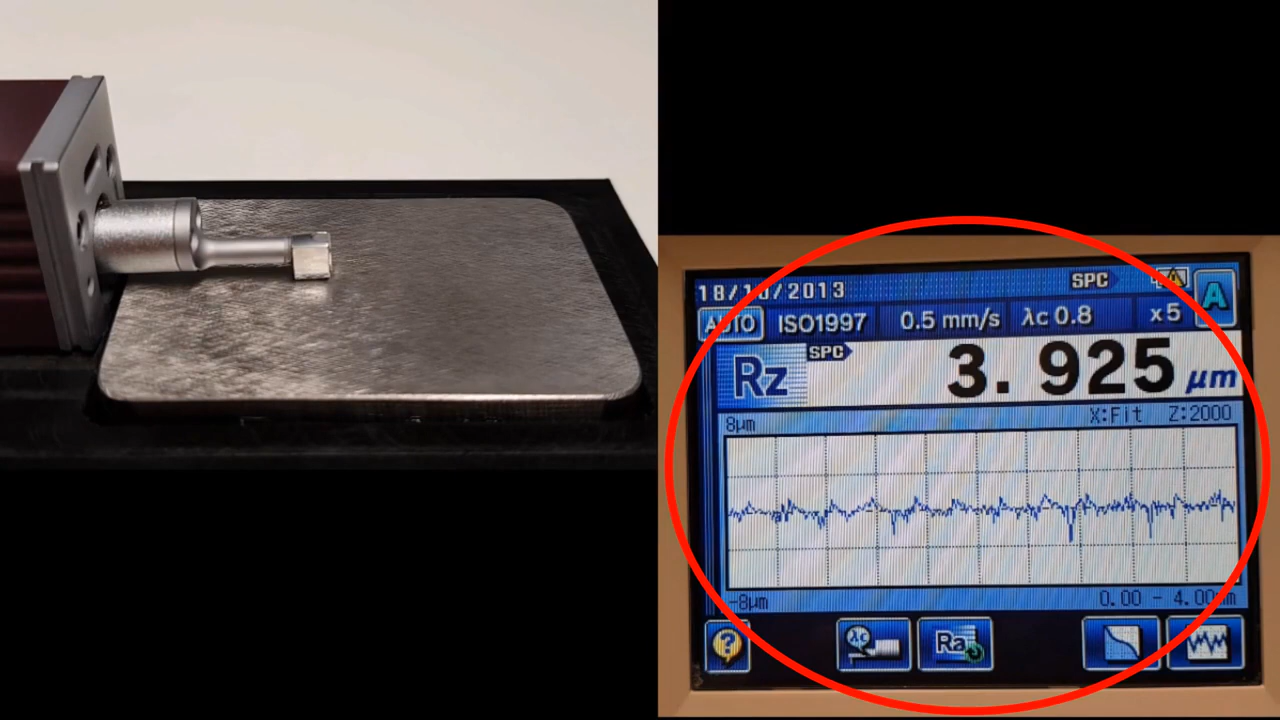 SPC
18/10/2013
A
AUTO ISO1997 0.5 mm/s λc 0.8 x5
Rz SPC 3.925 µm
8µm X:Fit Z:2000
-8µm 0.00 - 4.00mm
? λc Ra